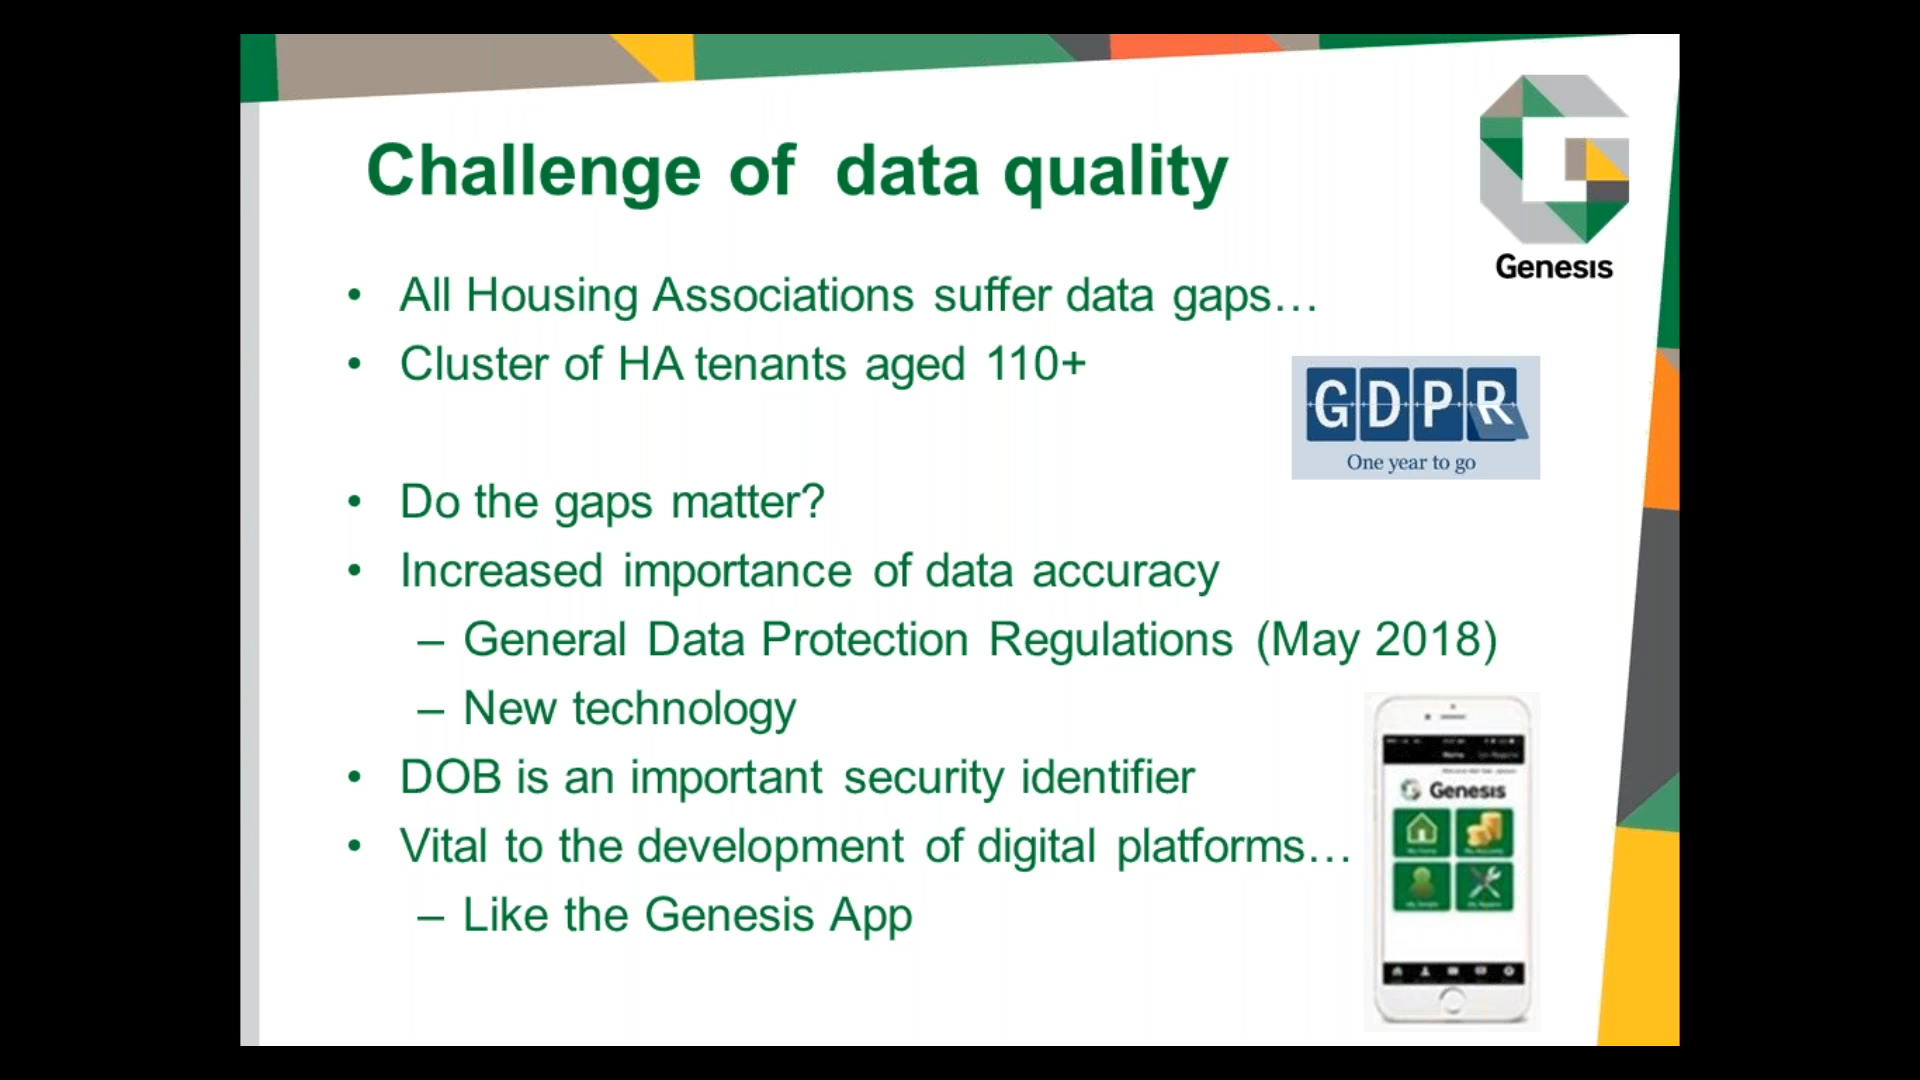 Challenge of data quality
Genesis
• All Housing Associations suffer data gaps…
• Cluster of HA tenants aged 110+
GDPR
One year to go
• Do the gaps matter?
• Increased importance of data accuracy
– General Data Protection Regulations (May 2018)
– New technology
• DOB is an important security identifier
• Vital to the development of digital platforms…
– Like the Genesis App
Genesis